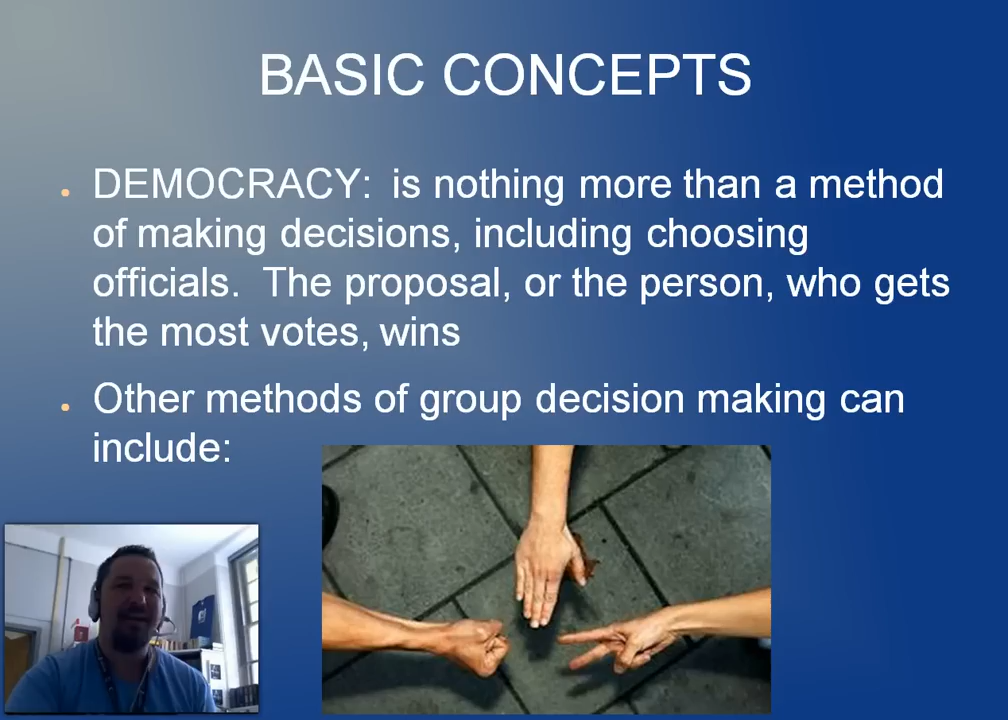 BASIC CONCEPTS
DEMOCRACY: is nothing more than a method
of making decisions, including choosing
officials. The proposal, or the person, who gets
the most votes, wins
Other methods of group decision making can
include: